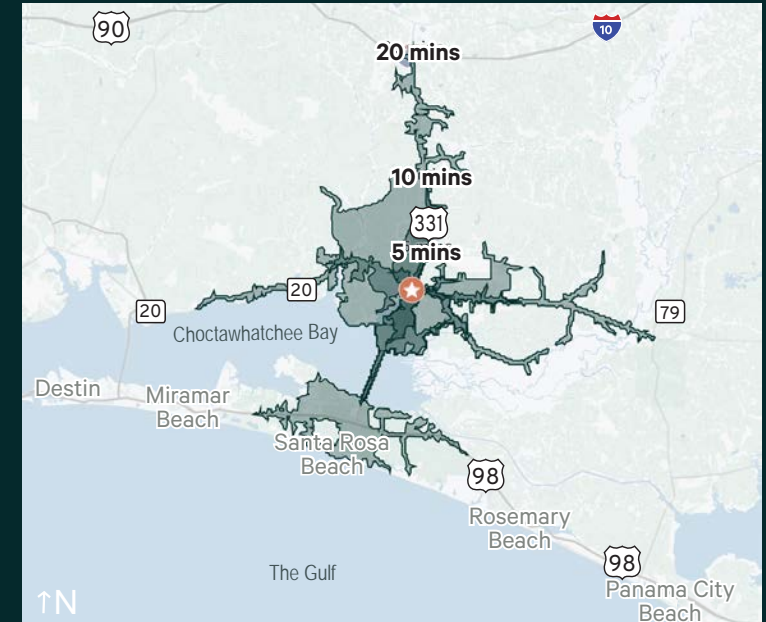 90
10
20 mins
10 mins
331
5 mins
20
20
79
Choctawhatchee Bay
Destin
Miramar
Beach
Santa Rosa
Beach
98
Rosemary
Beach
98
The Gulf
Panama City
Beach
↑N